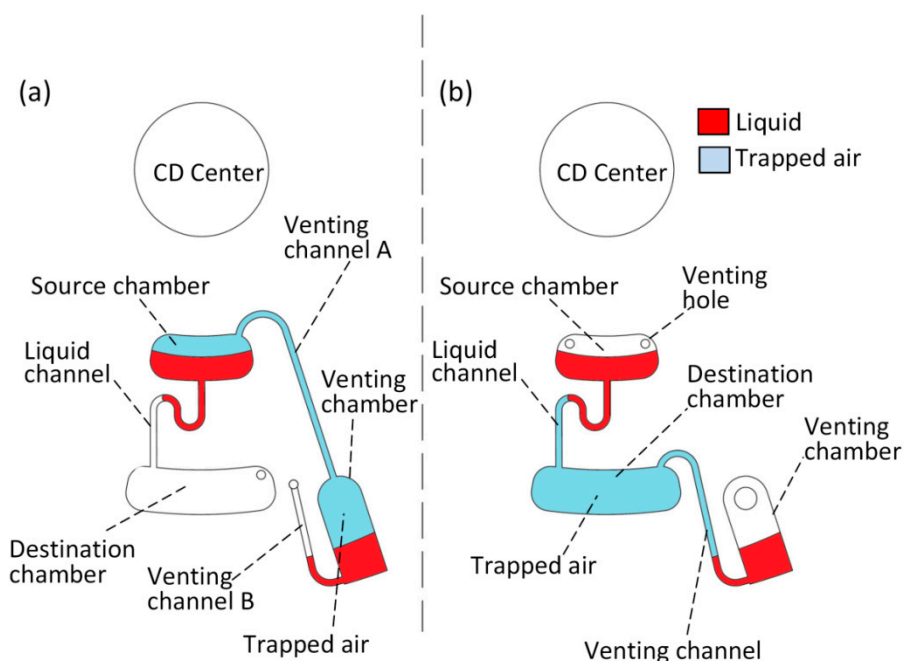 (a)
CD Center
Venting
channel A
Source chamber
Liquid
channel
Venting
chamber
Destination
chamber
Venting
channel B
Trapped air
(b)
Liquid
Trapped air
CD Center
Source chamber
Venting
hole
Liquid
channel
Destination
chamber
Venting
chamber
Trapped air
Venting channel